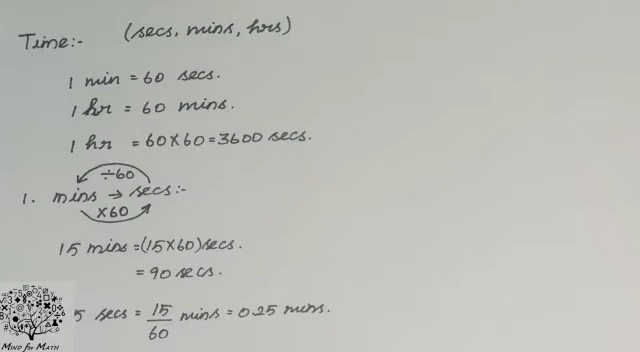 Time:- (secs, mins, hrs)
1 min = 60 secs.
1 hr = 60 mins.
1 hr = 60X60=3600 secs.
÷60
1. mins → secs:-
X60
15 mins =(15X60)secs.
= 90 secs.
5 secs = 15/60 mins = 0.25 mins.
MIND for MATH